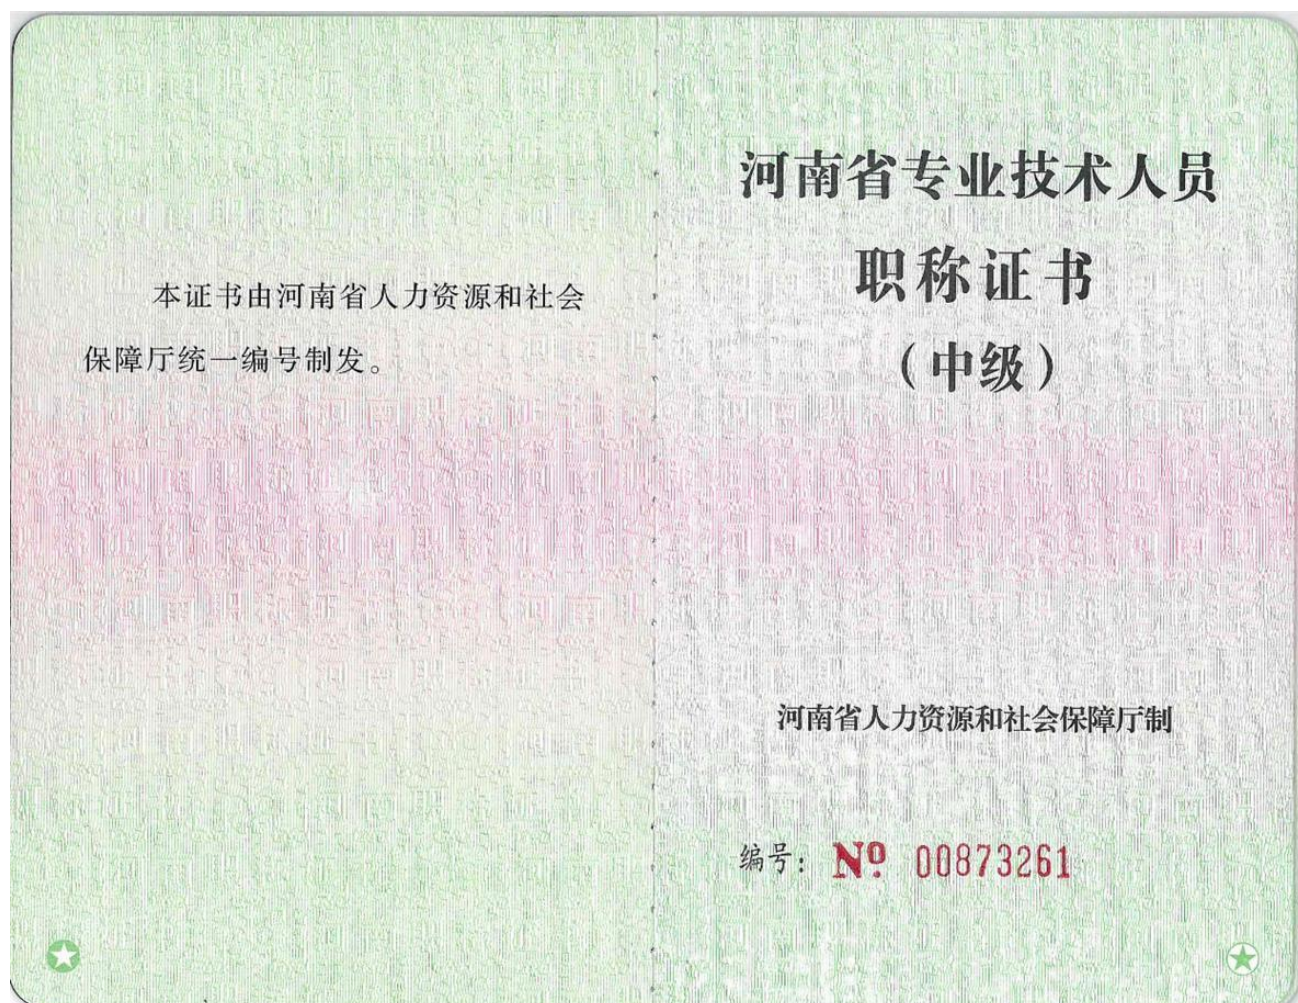 本证书由河南省人力资源和社会
保障厅统一编号制发。
河南省专业技术人员
职称证书
（中级）
河南省人力资源和社会保障厅制
编号： Nº 00873261